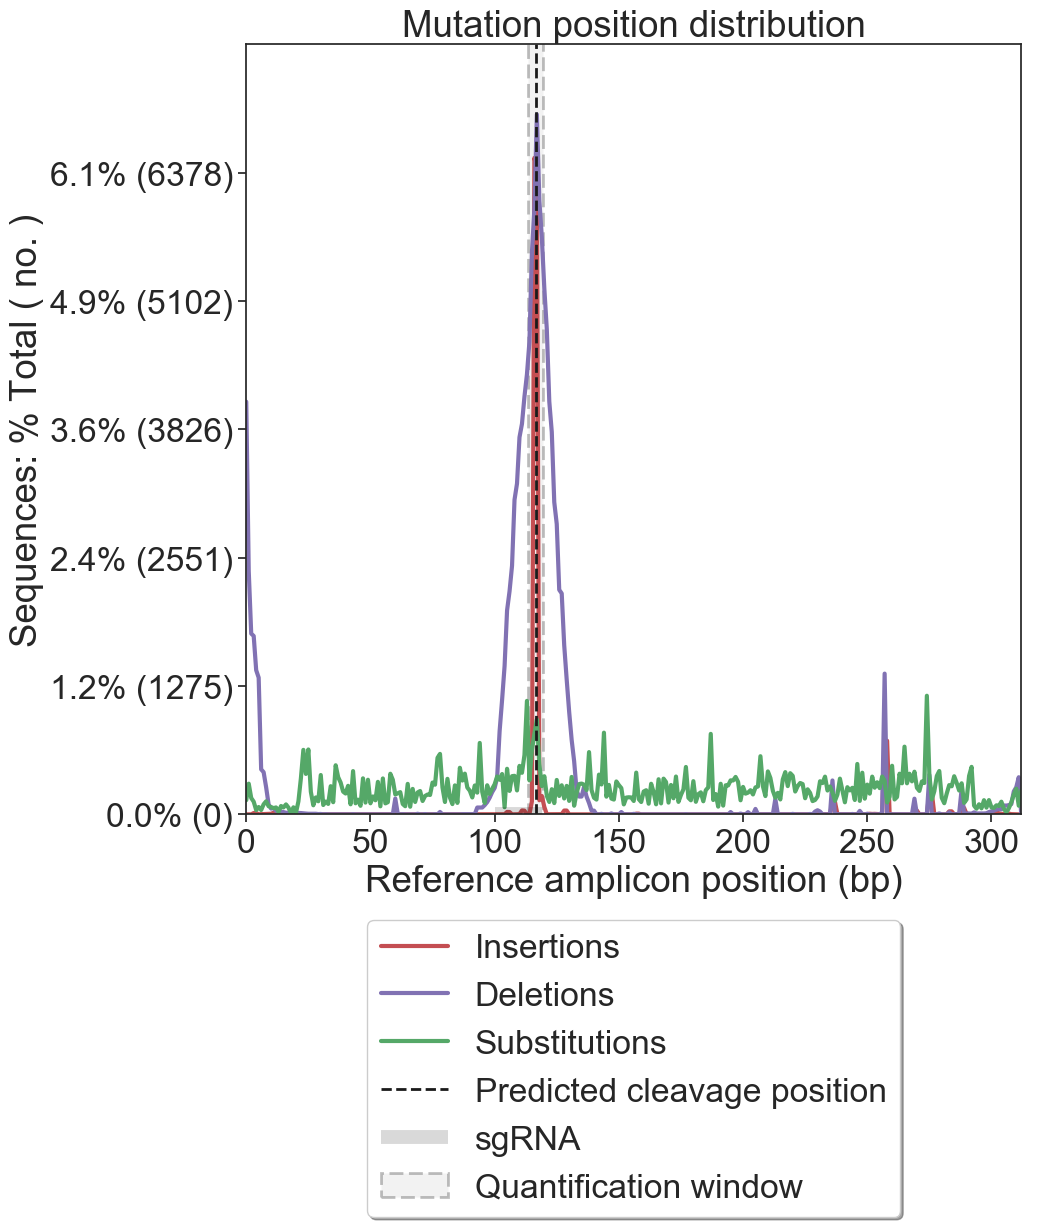 Mutation position distribution
Sequences: % Total ( no. )
6.1% (6378)
4.9% (5102)
3.6% (3826)
2.4% (2551)
1.2% (1275)
0.0% (0)
0 50 100 150 200 250 300
Reference amplicon position (bp)
Insertions
Deletions
Substitutions
Predicted cleavage position
sgRNA
Quantification window